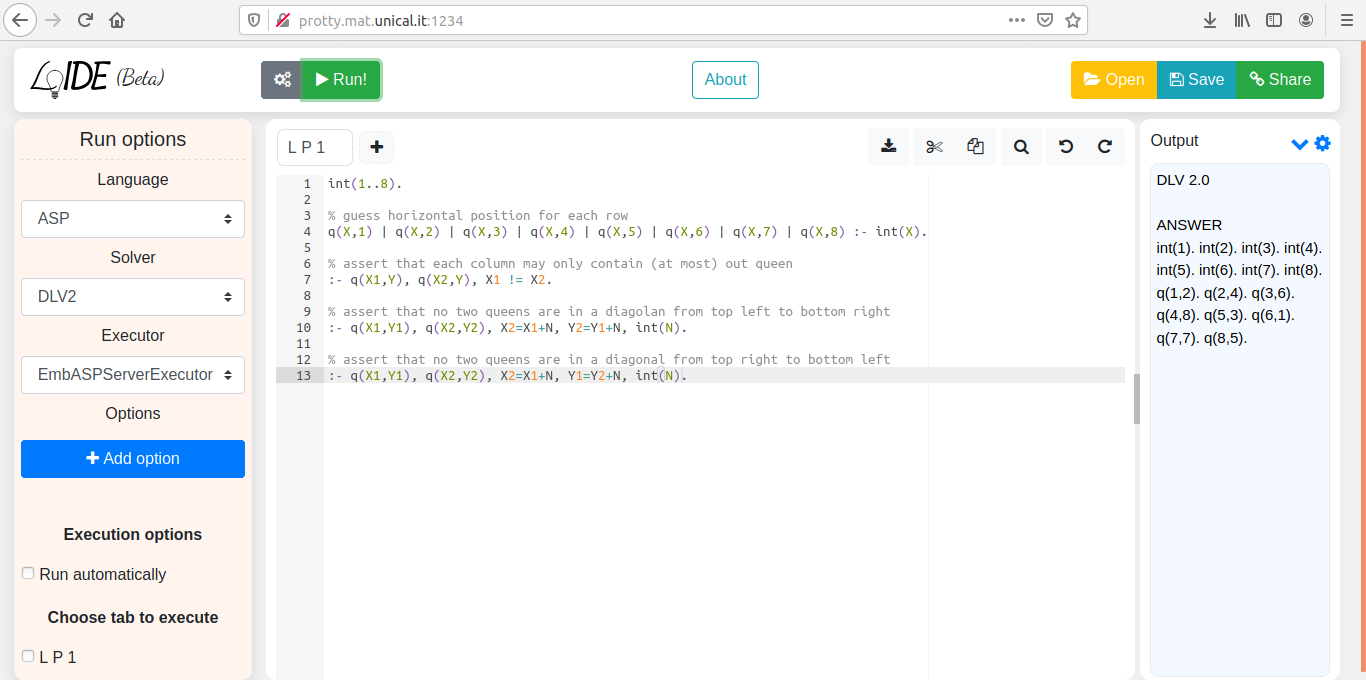 protty.mat.unical.it:1234
LoIDE (Beta)
Run!
About
Open
Save
Share
Run options
Language
ASP
Solver
DLV2
Executor
EmbASPServerExecutor
Options
Add option
Execution options
Run automatically
Choose tab to execute
L P 1
L P 1
1 int(1..8).
2
3 % guess horizontal position for each row
4 q(X,1) | q(X,2) | q(X,3) | q(X,4) | q(X,5) | q(X,6) | q(X,7) | q(X,8) :- int(X).
5
6 % assert that each column may only contain (at most) out queen
7 :- q(X1,Y), q(X2,Y), X1 != X2.
8
9 % assert that no two queens are in a diagolan from top left to bottom right
10 :- q(X1,Y1), q(X2,Y2), X2=X1+N, Y2=Y1+N, int(N).
11
12 % assert that no two queens are in a diagonal from top right to bottom left
13 :- q(X1,Y1), q(X2,Y2), X2=X1+N, Y1=Y2+N, int(N).
Output
DLV 2.0
ANSWER
int(1). int(2). int(3). int(4).
int(5). int(6). int(7). int(8).
q(1,2). q(2,4). q(3,6).
q(4,8). q(5,3). q(6,1).
q(7,7). q(8,5).